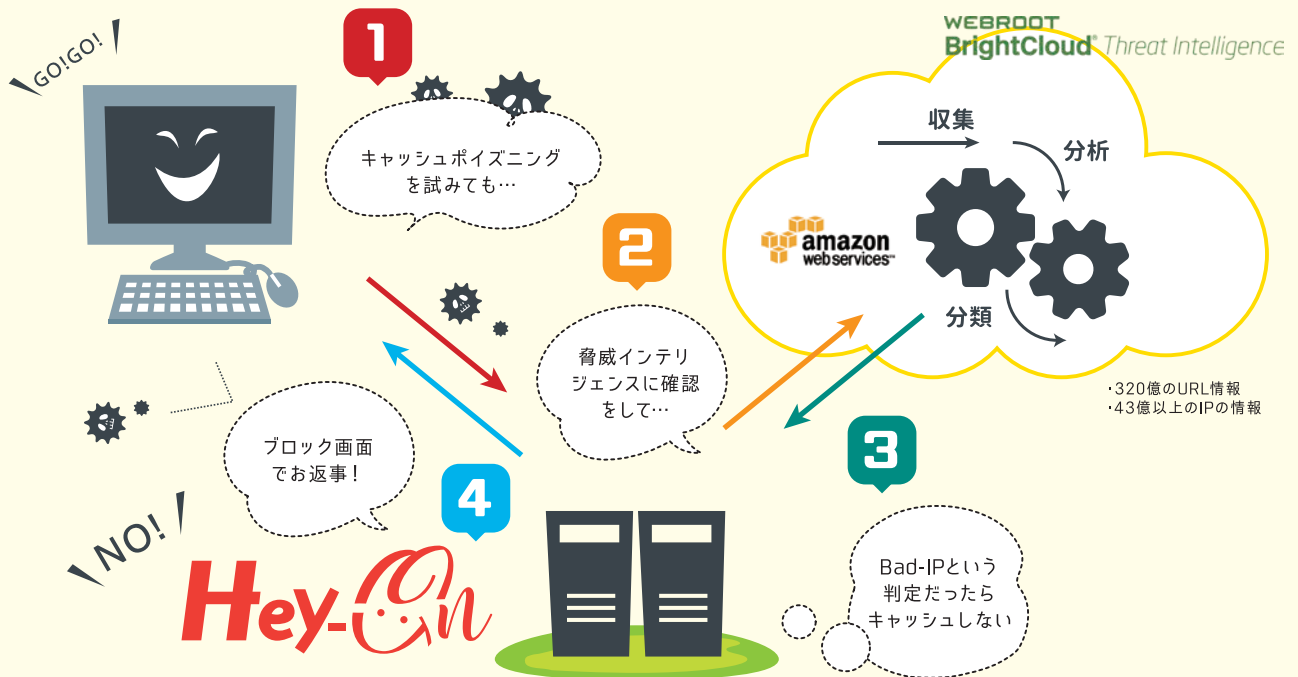 GO!GO!
1
キャッシュポイズニング
を試みても…
WEBROOT
BrightCloud® Threat Intelligence
収集
分析
amazon
web services™
分類
・320億のURL情報
・43億以上のIPの情報
2
脅威インテリ
ジェンスに確認
をして…
3
Bad-IPという
判定だったら
キャッシュしない
4
ブロック画面
でお返事！
NO!
Hey-On